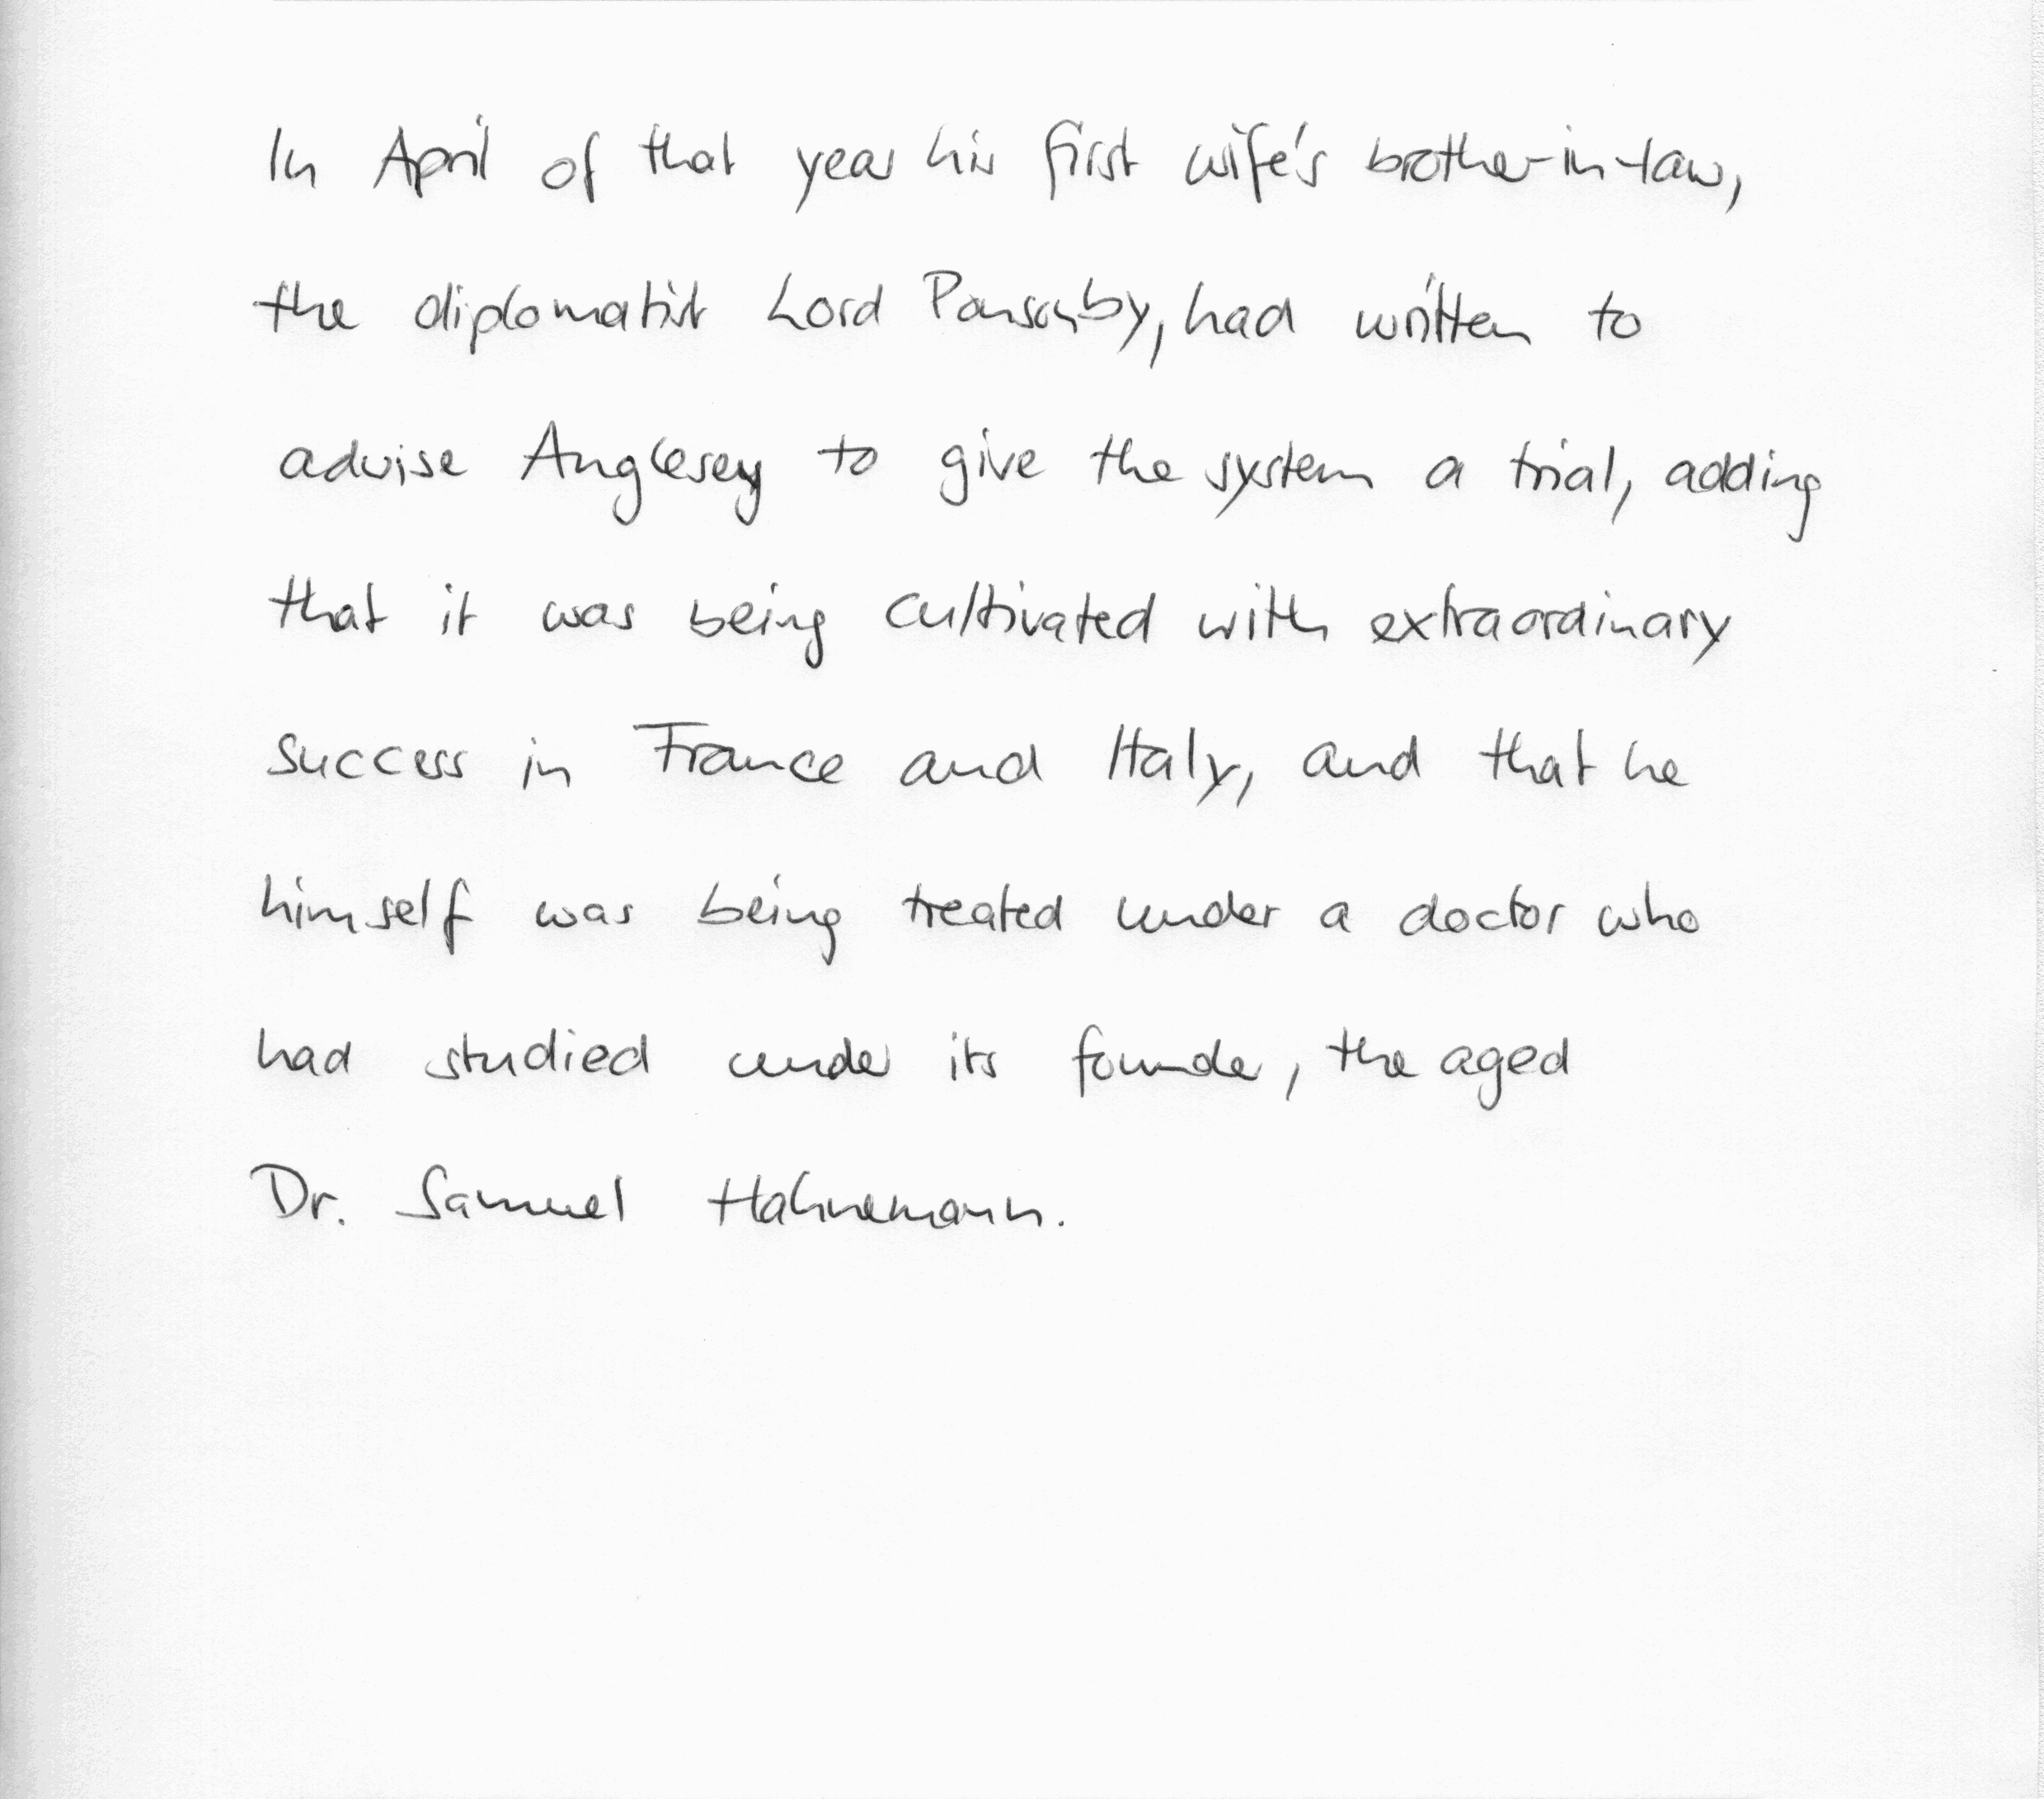 In April of that year his first wife's brother-in-law,
the diplomatist Lord Ponsonby, had written to
advise Anglesey to give the system a trial, adding
that it was being cultivated with extraordinary
success in France and Italy, and that he
himself was being treated under a doctor who
had studied under its founder, the aged
Dr. Samuel Hahnemann.